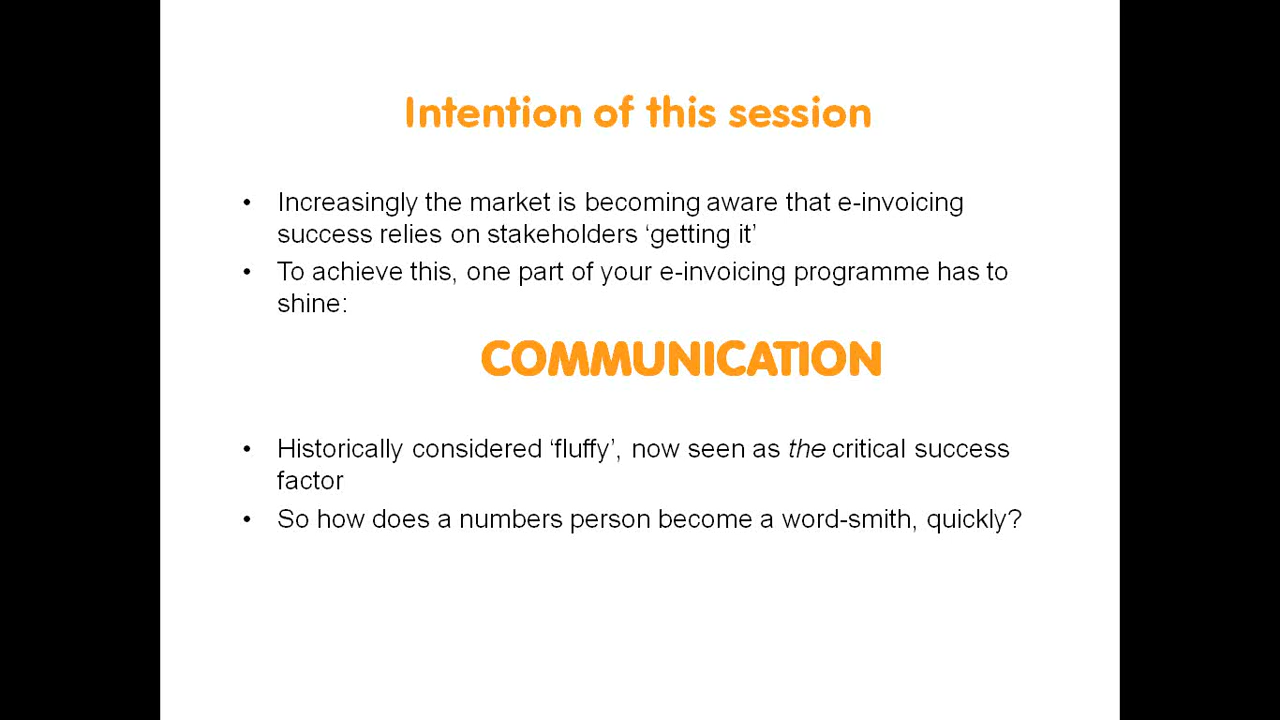 Intention of this session
• Increasingly the market is becoming aware that e-invoicing
success relies on stakeholders ‘getting it’
• To achieve this, one part of your e-invoicing programme has to
shine:
COMMUNICATION
• Historically considered ‘fluffy’, now seen as the critical success
factor
• So how does a numbers person become a word-smith, quickly?